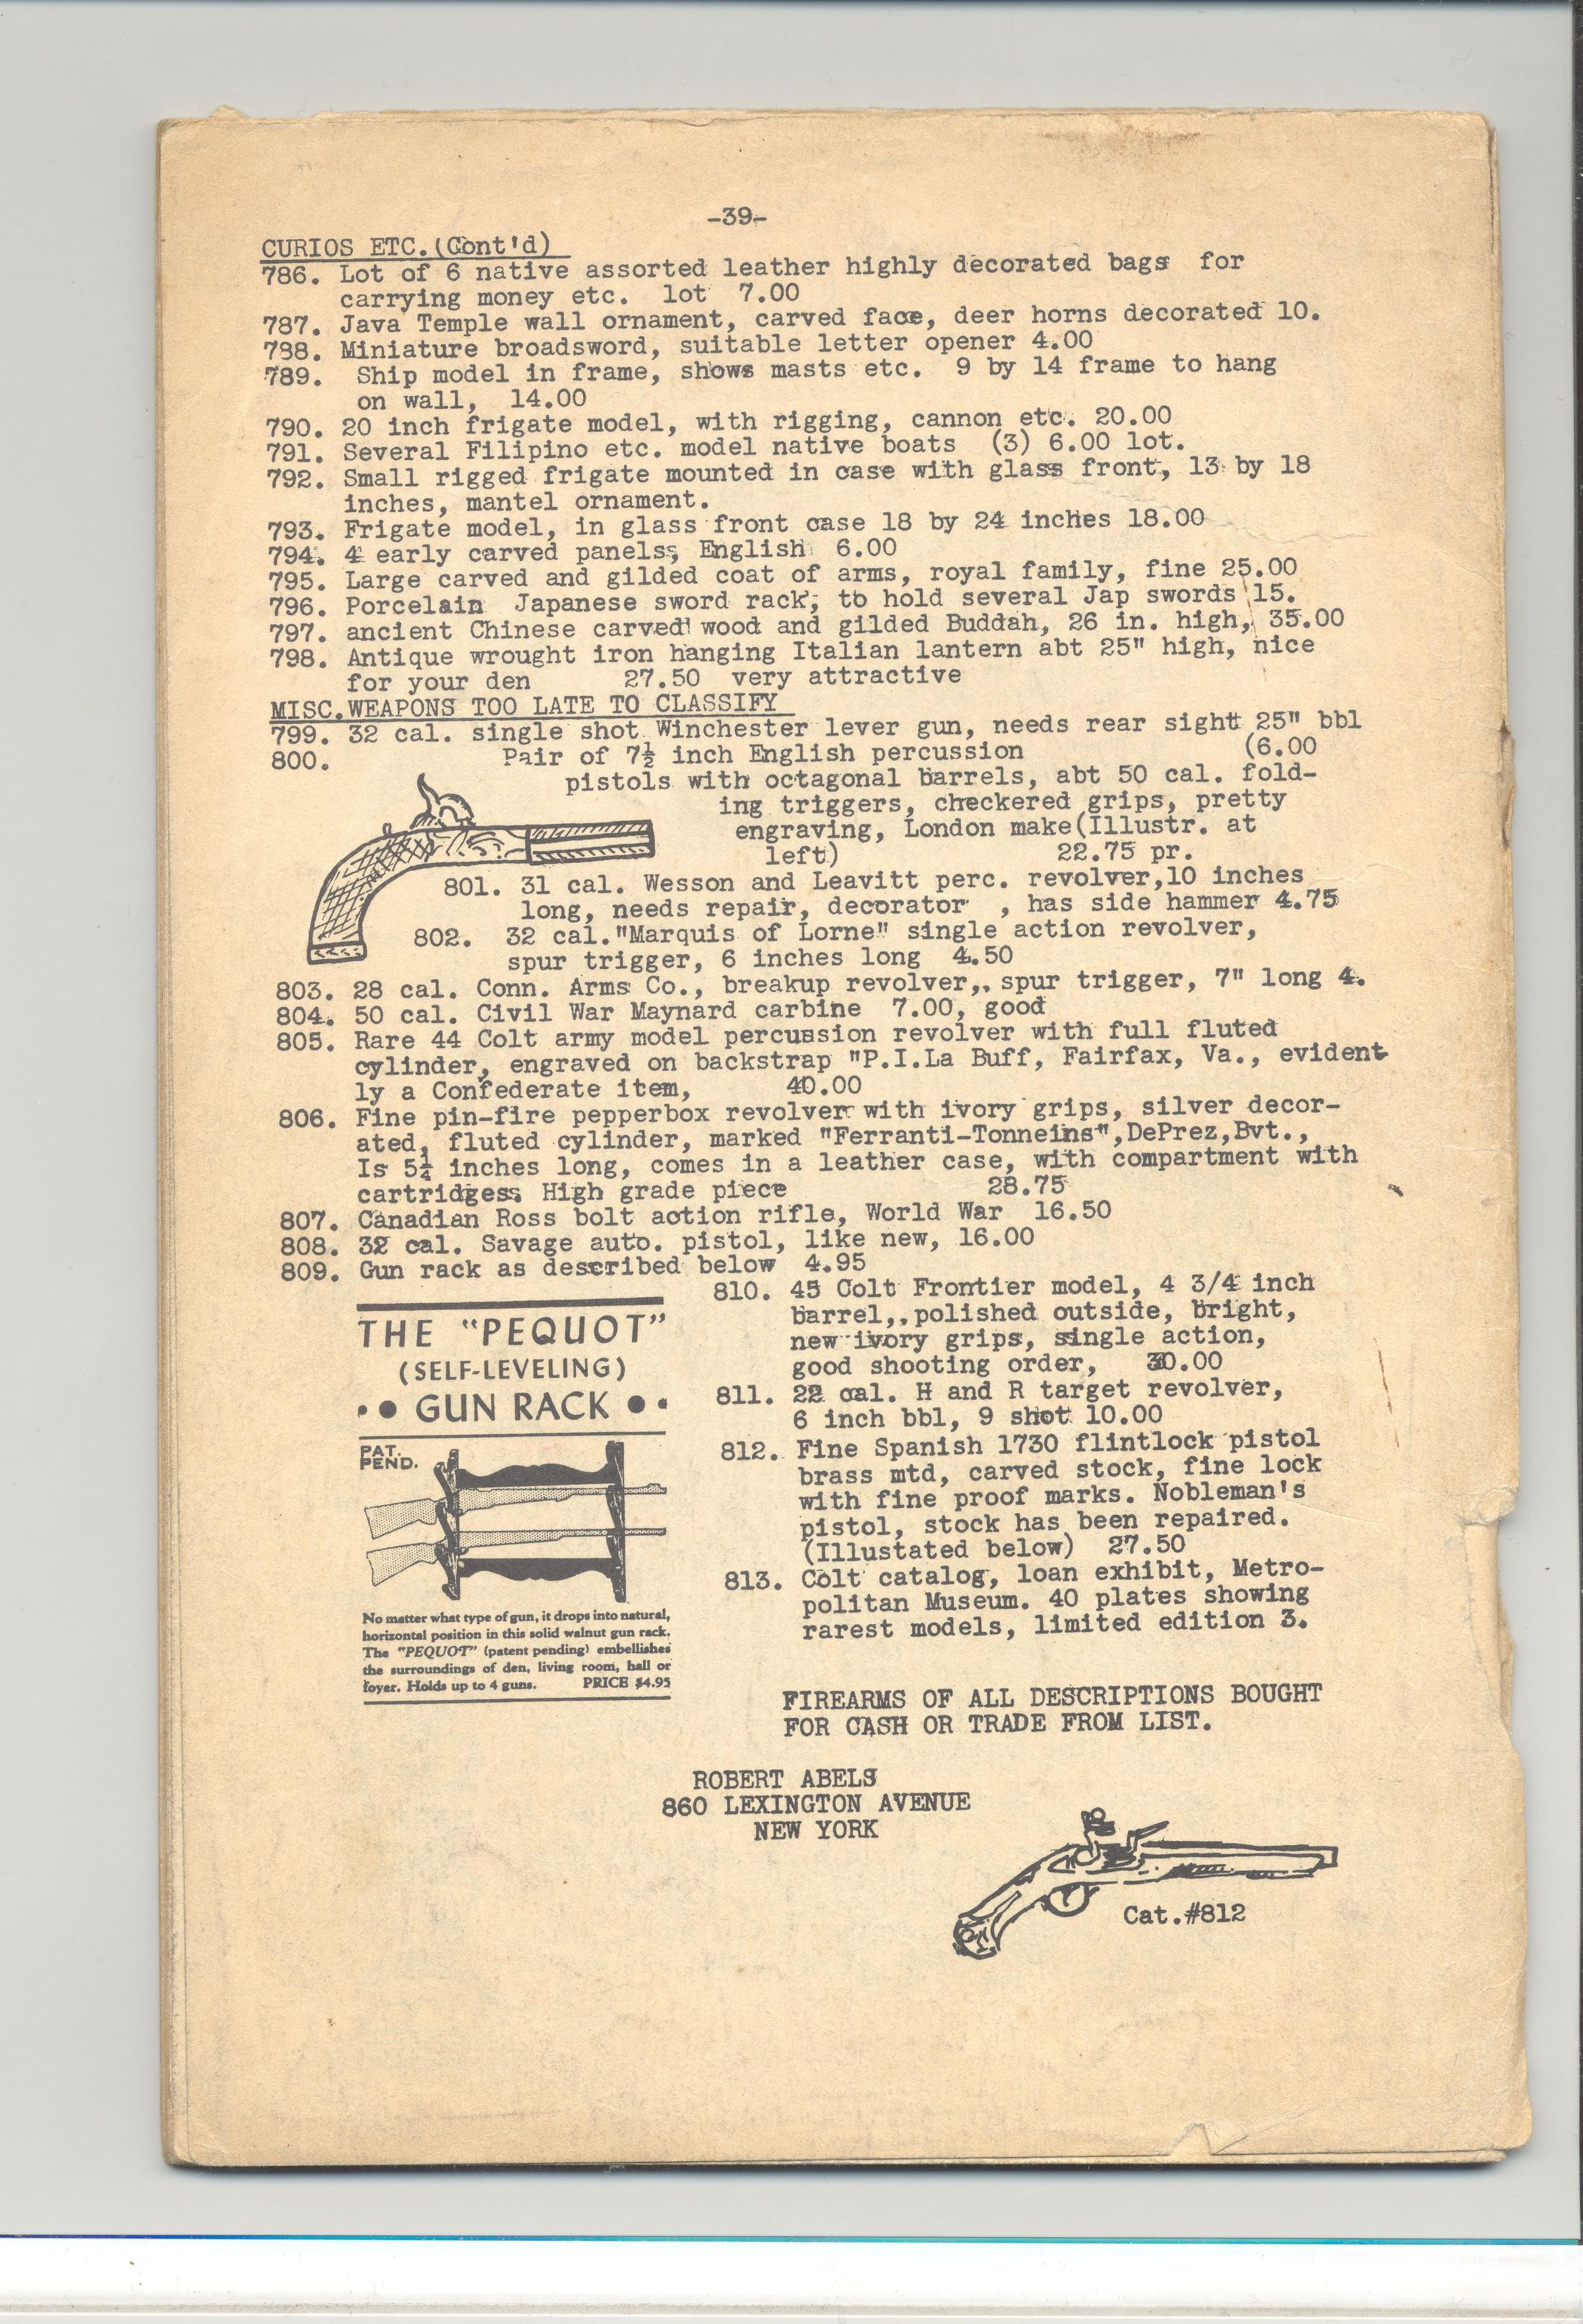 -39-
CURIOS ETC.(Cont'd)
786. Lot of 6 native assorted leather highly decorated bags for
carrying money etc. lot 7.00
787. Java Temple wall ornament, carved face, deer horns decorated 10.
788. Miniature broadsword, suitable letter opener 4.00
789. Ship model in frame, shows masts etc. 9 by 14 frame to hang
on wall, 14.00
790. 20 inch frigate model, with rigging, cannon etc. 20.00
791. Several Filipino etc. model native boats (3) 6.00 lot.
792. Small rigged frigate mounted in case with glass front, 13 by 18
inches, mantel ornament.
793. Frigate model, in glass front case 18 by 24 inches 18.00
794. 4 early carved panels, English 6.00
795. Large carved and gilded coat of arms, royal family, fine 25.00
796. Porcelain Japanese sword rack, to hold several Jap swords 15.
797. ancient Chinese carved wood and gilded Buddah, 26 in. high, 35.00
798. Antique wrought iron hanging Italian lantern abt 25" high, nice
for your den 27.50 very attractive
MISC.WEAPONS TOO LATE TO CLASSIFY
799. 32 cal. single shot Winchester lever gun, needs rear sight 25" bbl
(6.00
800. Pair of 7½ inch English percussion
pistols with octagonal barrels, abt 50 cal. fold-
ing triggers, checkered grips, pretty
engraving, London make(Illustr. at
left) 22.75 pr.
801. 31 cal. Wesson and Leavitt perc. revolver,10 inches
long, needs repair, decorator , has side hammer 4.75
802. 32 cal."Marquis of Lorne" single action revolver,
spur trigger, 6 inches long 4.50
803. 28 cal. Conn. Arms Co., breakup revolver,. spur trigger, 7" long 4.
804. 50 cal. Civil War Maynard carbine 7.00, good
805. Rare 44 Colt army model percussion revolver with full fluted
cylinder, engraved on backstrap "P.I.La Buff, Fairfax, Va., evident-
ly a Confederate item, 40.00
806. Fine pin-fire pepperbox revolver with ivory grips, silver decor-
ated, fluted cylinder, marked "Ferranti-Tonneins",DePrez,Bvt.,
Is 5¼ inches long, comes in a leather case, with compartment with
cartridges. High grade piece 28.75
807. Canadian Ross bolt action rifle, World War 16.50
808. 32 cal. Savage auto. pistol, like new, 16.00
809. Gun rack as described below 4.95
THE "PEQUOT"
(SELF-LEVELING)
GUN RACK
PAT.
PEND.
No matter what type of gun, it drops into natural,
horizontal position in this solid walnut gun rack.
The "PEQUOT" (patent pending) embellishes
the surroundings of den, living room, hall or
foyer. Holds up to 4 guns. PRICE $4.95
810. 45 Colt Frontier model, 4 3/4 inch
barrel,.polished outside, bright,
new ivory grips, single action,
good shooting order, 30.00
811. 22 cal. H and R target revolver,
6 inch bbl, 9 shot 10.00
812. Fine Spanish 1730 flintlock pistol
brass mtd, carved stock, fine lock
with fine proof marks. Nobleman's
pistol, stock has been repaired.
(Illustated below) 27.50
813. Colt catalog, loan exhibit, Metro-
politan Museum. 40 plates showing
rarest models, limited edition 3.
FIREARMS OF ALL DESCRIPTIONS BOUGHT
FOR CASH OR TRADE FROM LIST.
ROBERT ABELS
860 LEXINGTON AVENUE
NEW YORK
Cat.#812